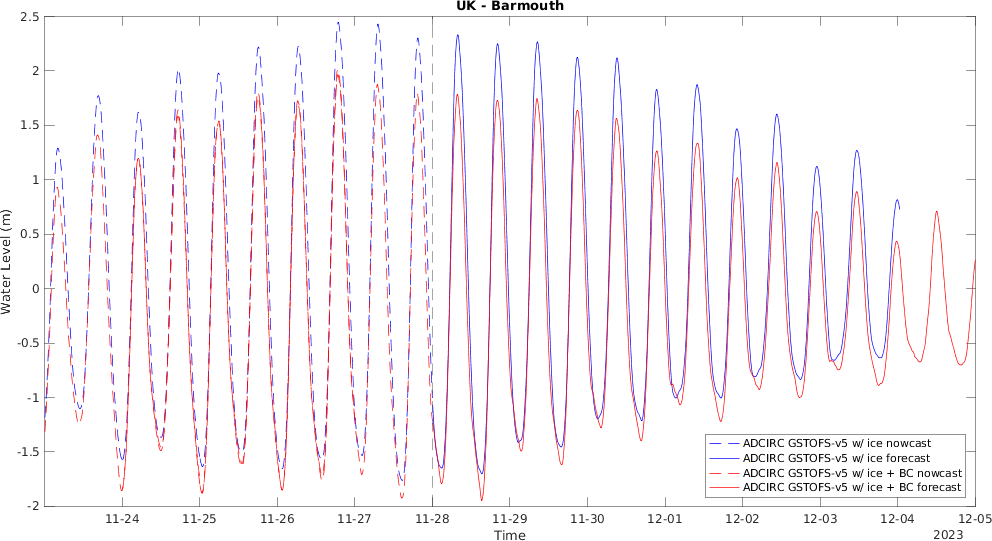 UK - Barmouth
2.5
2
1.5
1
0.5
0
-0.5
-1
-1.5
-2
Water Level (m)
ADCIRC GSTOFS-v5 w/ ice nowcast
ADCIRC GSTOFS-v5 w/ ice forecast
ADCIRC GSTOFS-v5 w/ ice + BC nowcast
ADCIRC GSTOFS-v5 w/ ice + BC forecast
11-24 11-25 11-26 11-27 11-28 11-29 11-30 12-01 12-02 12-03 12-04 12-05
Time
2023